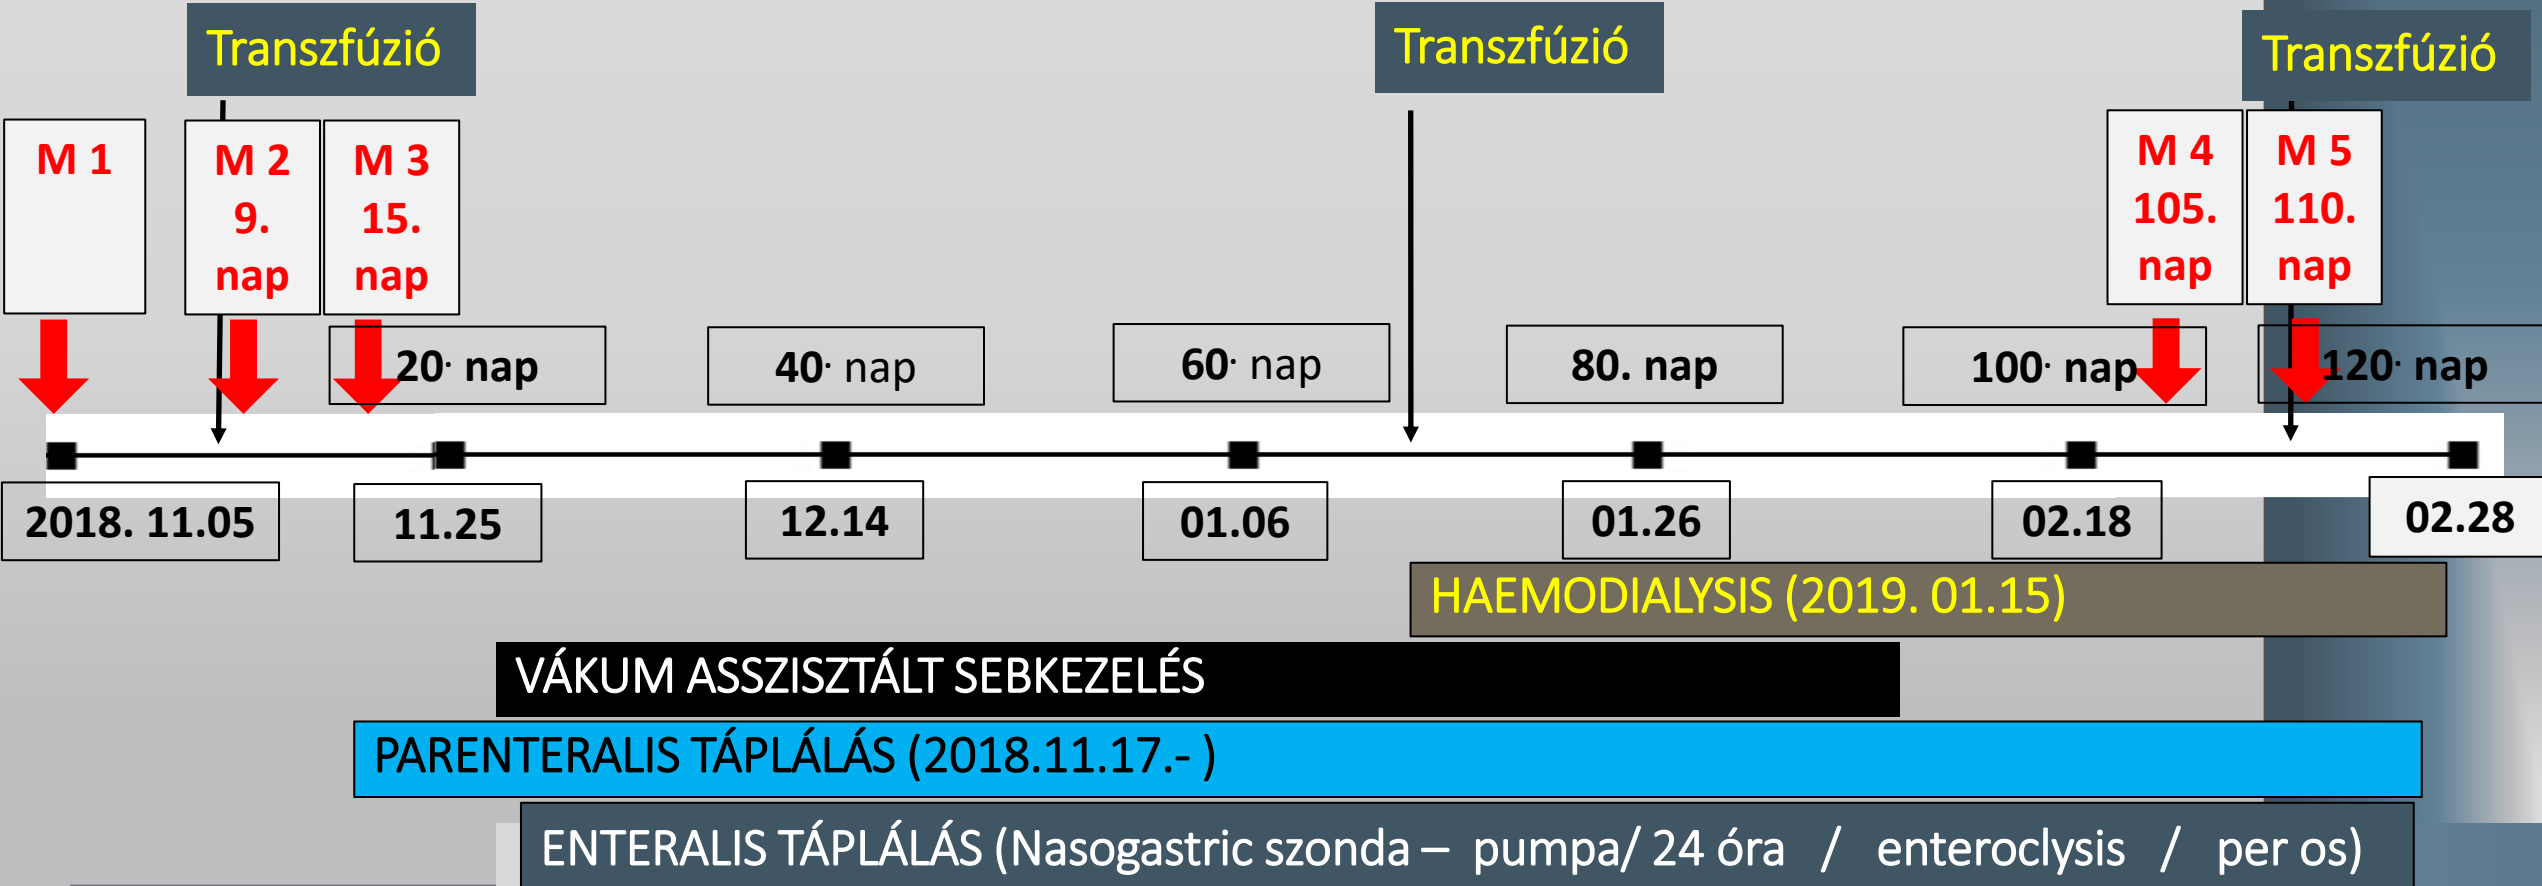 Transzfúzió
Transzfúzió
Transzfúzió
M 1
M 2
9.
nap
M 3
15.
nap
M 4
105.
nap
M 5
110.
nap
20. nap
40. nap
60. nap
80. nap
100. nap
120. nap
2018. 11.05
11.25
12.14
01.06
01.26
02.18
02.28
HAEMODIALYSIS (2019. 01.15)
VÁKUM ASSZISZTÁLT SEBKEZELÉS
PARENTERALIS TÁPLÁLÁS (2018.11.17.- )
ENTERALIS TÁPLÁLÁS (Nasogastric szonda – pumpa/ 24 óra / enteroclysis / per os)